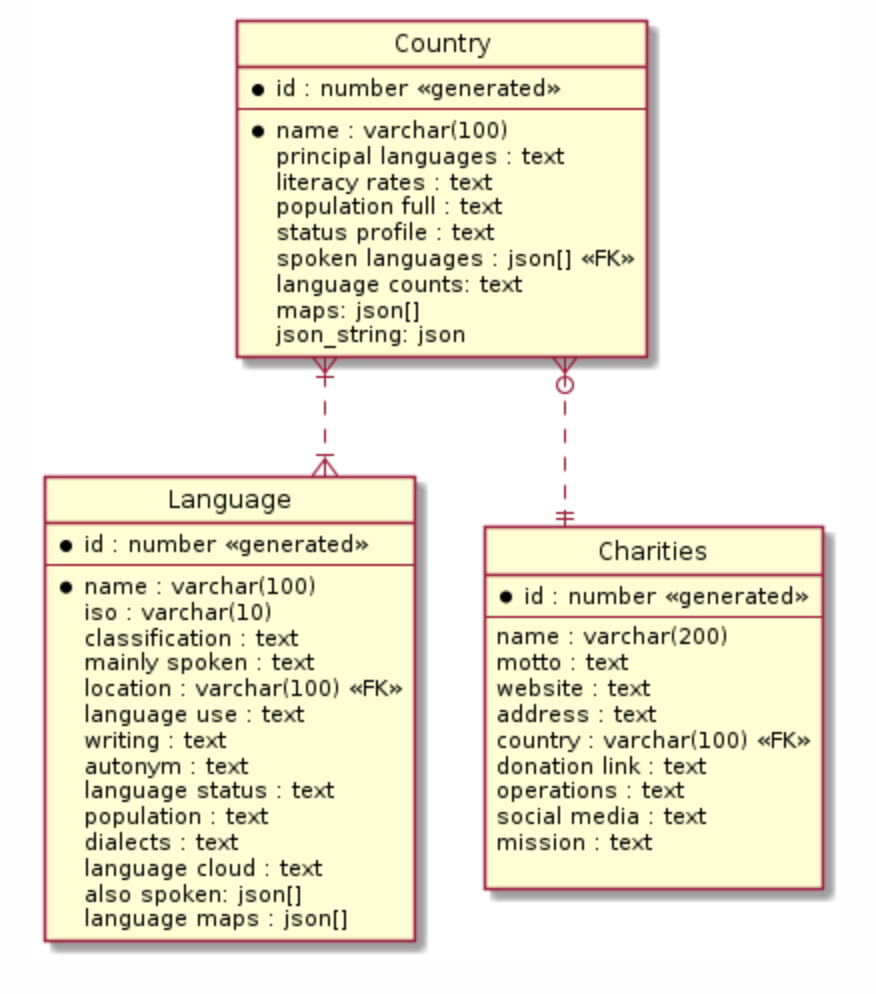 Country
id : number «generated»
name : varchar(100)
principal languages : text
literacy rates : text
population full : text
status profile : text
spoken languages : json[] «FK»
language counts: text
maps: json[]
json_string: json
Language
id : number «generated»
name : varchar(100)
iso : varchar(10)
classification : text
mainly spoken : text
location : varchar(100) «FK»
language use : text
writing : text
autonym : text
language status : text
population : text
dialects : text
language cloud : text
also spoken: json[]
language maps : json[]
Charities
id : number «generated»
name : varchar(200)
motto : text
website : text
address : text
country : varchar(100) «FK»
donation link : text
operations : text
social media : text
mission : text